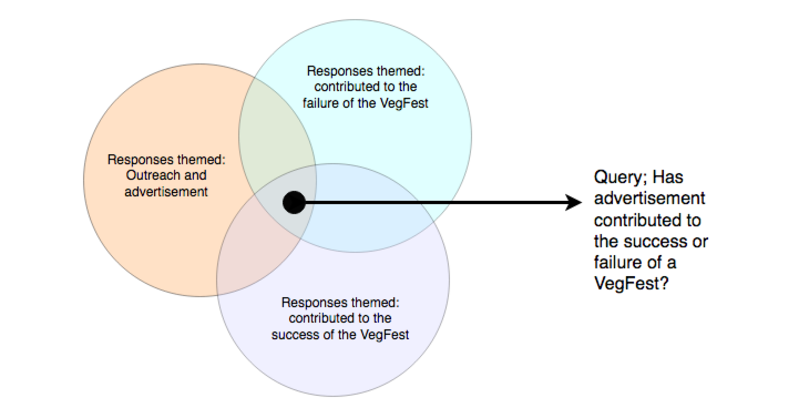 Responses themed:
contributed to the
failure of the VegFest
Responses themed:
Outreach and
advertisement
Query; Has
advertisement
contributed to
the success or
failure of a
VegFest?
Responses themed:
contributed to the
success of the VegFest